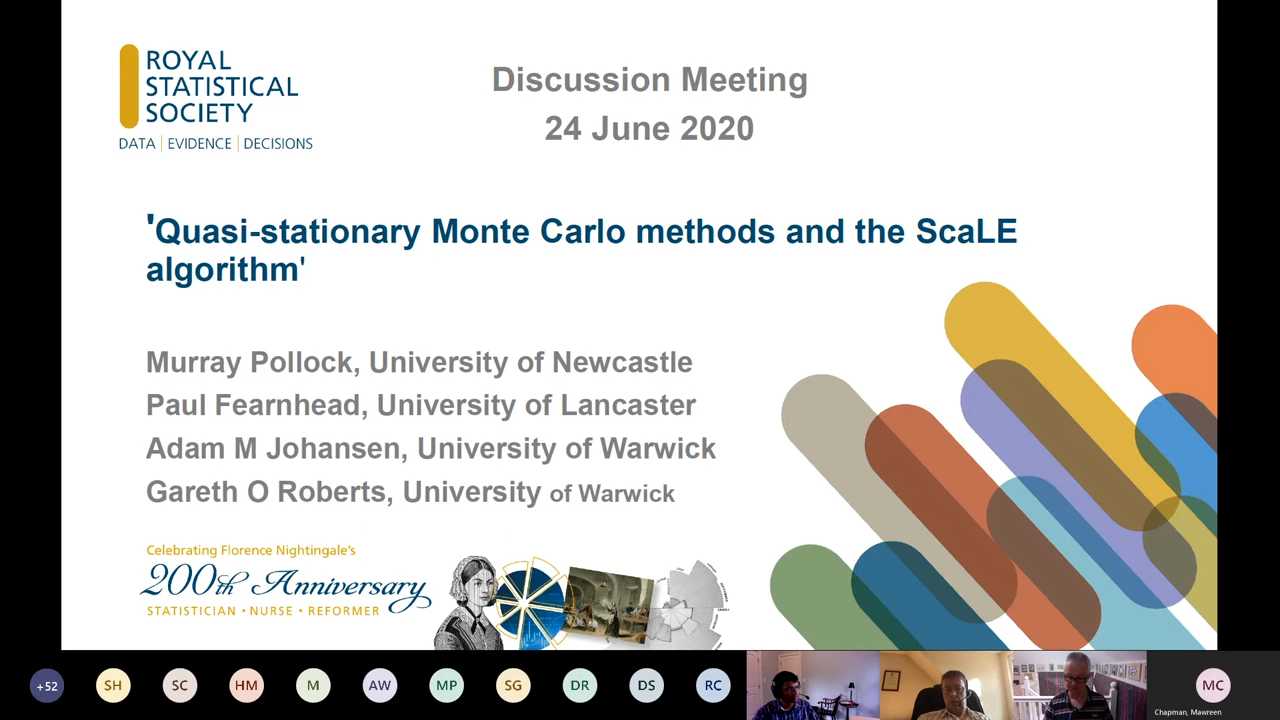 ROYAL
STATISTICAL
SOCIETY
DATA | EVIDENCE | DECISIONS
Discussion Meeting
24 June 2020
'Quasi-stationary Monte Carlo methods and the ScaLE
algorithm'
Murray Pollock, University of Newcastle
Paul Fearnhead, University of Lancaster
Adam M Johansen, University of Warwick
Gareth O Roberts, University of Warwick
Celebrating Florence Nightingale's
200th Anniversary
STATISTICIAN • NURSE • REFORMER
+52 SH SC HM M AW MP SG DR DS RC MC
Chapman, Mawreen